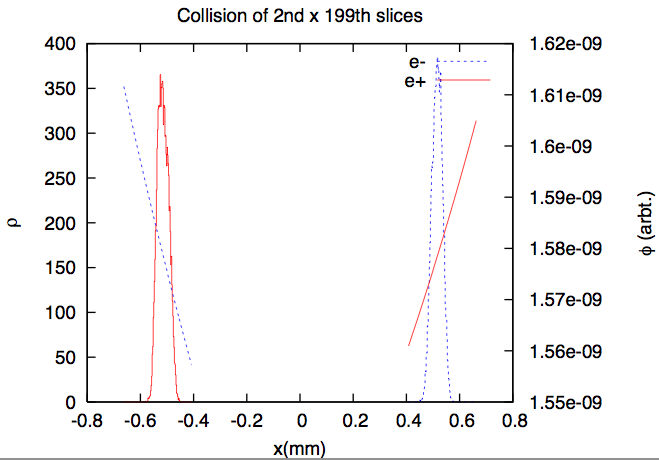 Collision of 2nd x 199th slices
400
350
300
250
200
150
100
50
0
ρ
-0.8
-0.6
-0.4
-0.2
0
0.2
0.4
0.6
0.8
x(mm)
e-
e+
1.62e-09
1.61e-09
1.6e-09
1.59e-09
1.58e-09
1.57e-09
1.56e-09
1.55e-09
ϕ (arbt.)